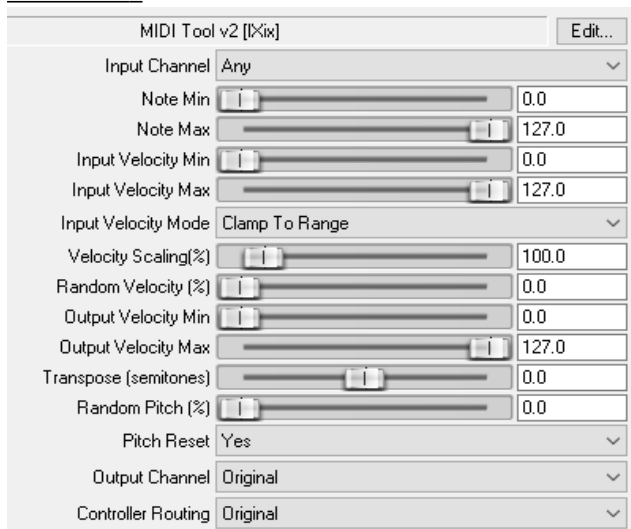 MIDI Tool v2 [IXix] Edit...
Input Channel Any
Note Min 0.0
Note Max 127.0
Input Velocity Min 0.0
Input Velocity Max 127.0
Input Velocity Mode Clamp To Range
Velocity Scaling(%) 100.0
Random Velocity (%) 0.0
Output Velocity Min 0.0
Output Velocity Max 127.0
Transpose (semitones) 0.0
Random Pitch (%) 0.0
Pitch Reset Yes
Output Channel Original
Controller Routing Original